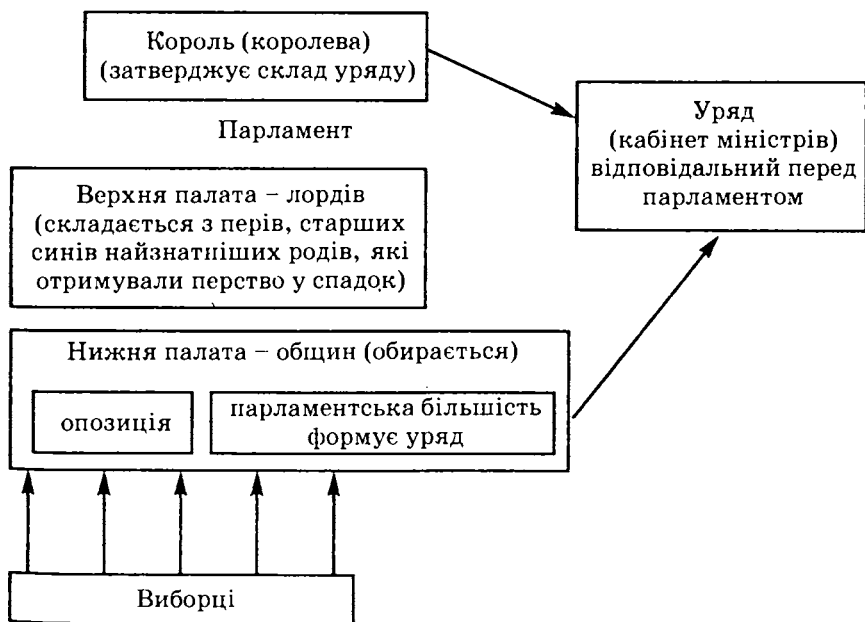 Король (королева)
(затверджує склад уряду)
Парламент
Уряд
(кабінет міністрів)
відповідальний перед
парламентом
Верхня палата – лордів
(складається з перів, старших
синів найзнатніших родів, які
отримували перство у спадок)
Нижня палата – общин (обирається)
опозиція
парламентська більшість
формує уряд
Виборці